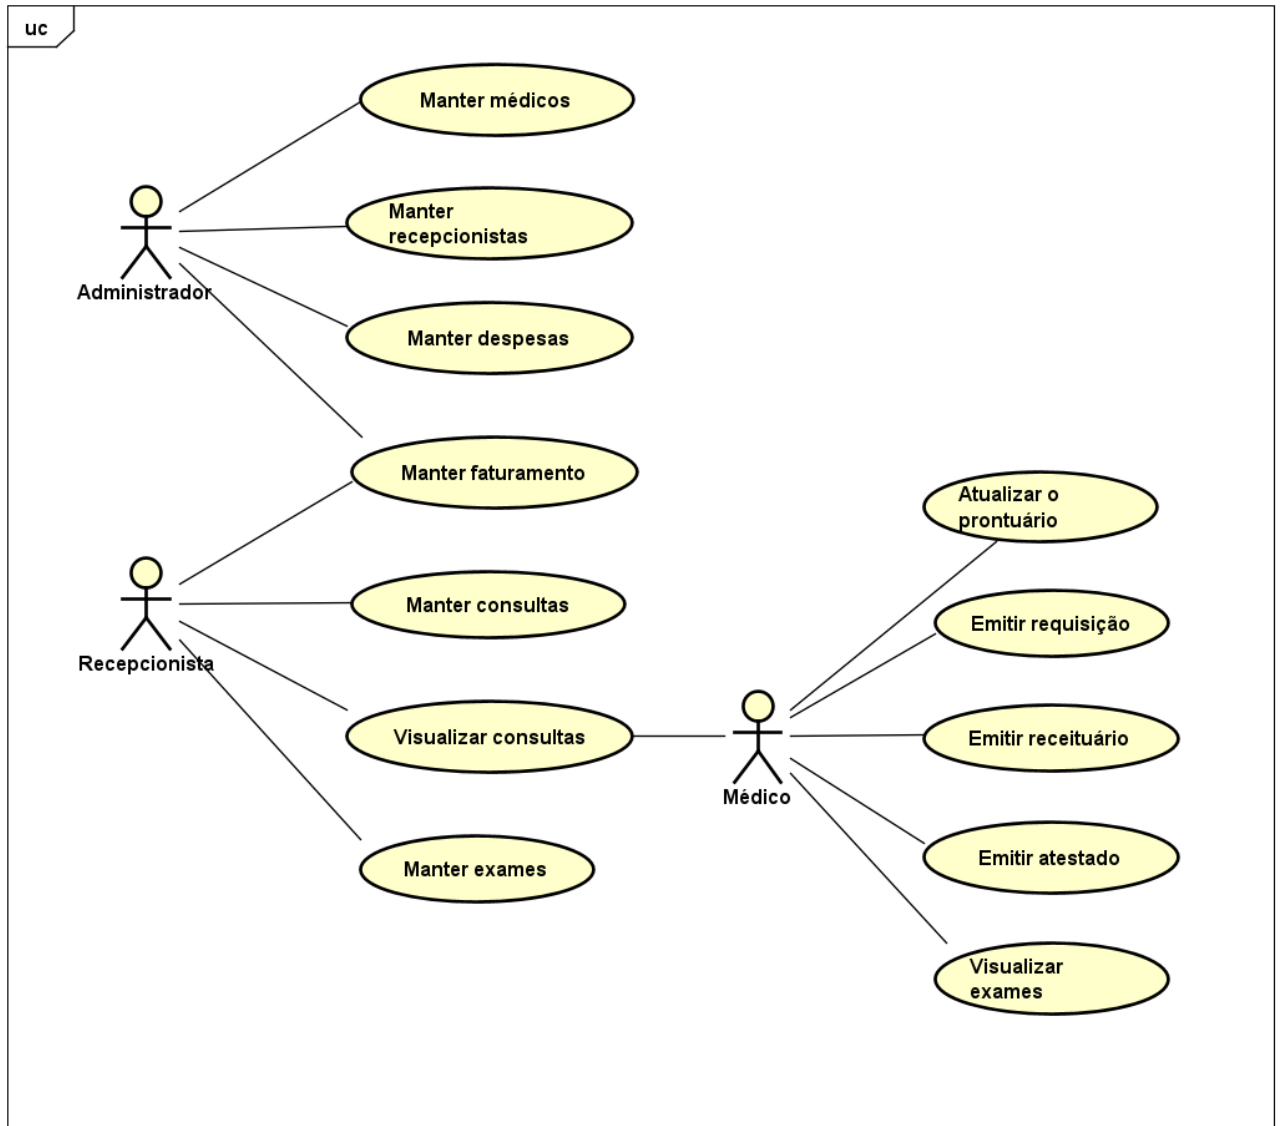 uc
Manter médicos
Manter
recepcionistas
Administrador
Manter despesas
Manter faturamento
Atualizar o
prontuário
Manter consultas
Emitir requisição
Recepcionista
Visualizar consultas
Emitir receituário
Médico
Manter exames
Emitir atestado
Visualizar
exames